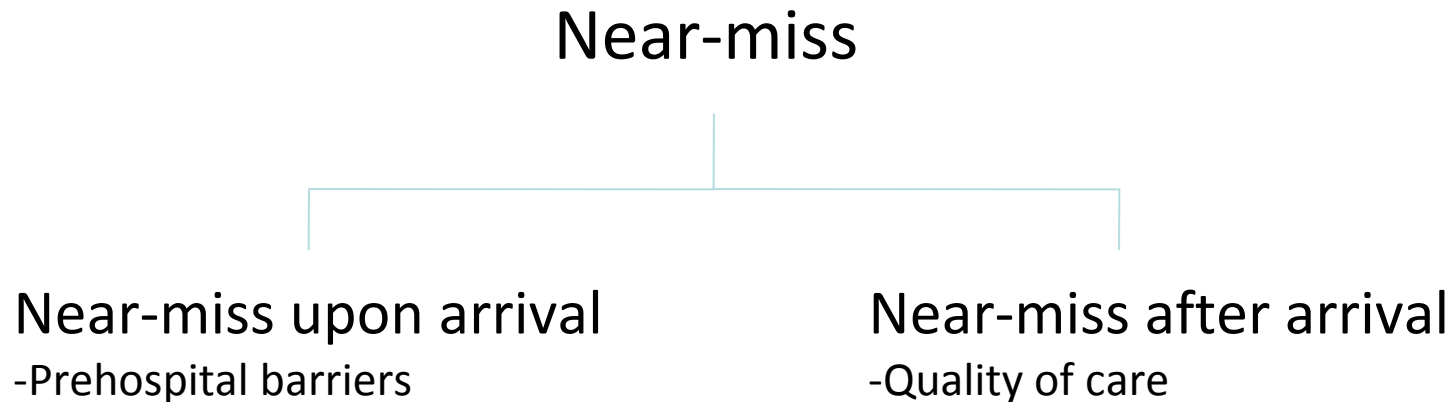 Near-miss
Near-miss upon arrival
-Prehospital barriers
Near-miss after arrival
-Quality of care